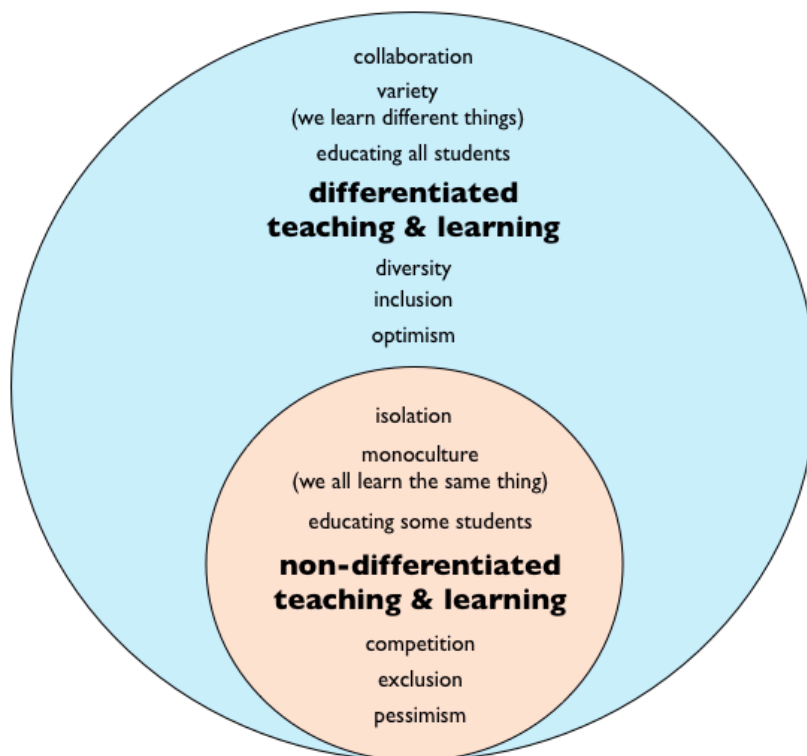 collaboration
variety
(we learn different things)
educating all students
differentiated
teaching & learning
diversity
inclusion
optimism
isolation
monoculture
(we all learn the same thing)
educating some students
non-differentiated
teaching & learning
competition
exclusion
pessimism